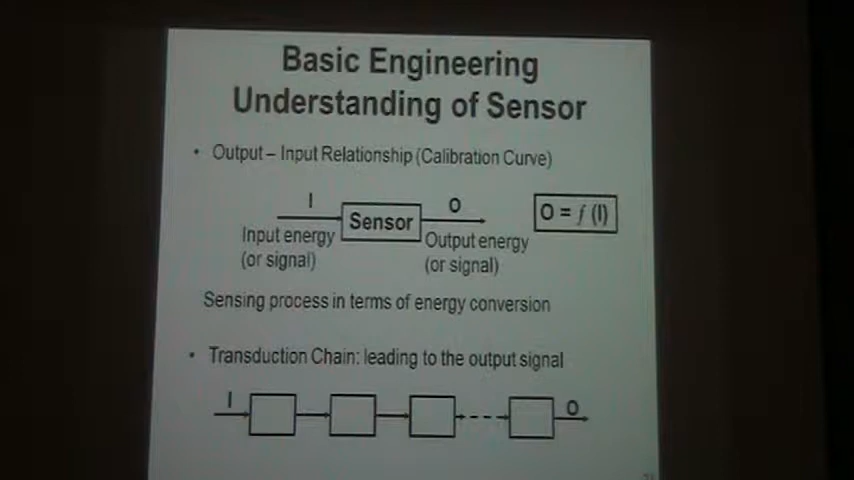 Basic Engineering
Understanding of Sensor
• Output – Input Relationship (Calibration Curve)
I
O
Sensor
O = f (I)
Input energy
(or signal)
Output energy
(or signal)
Sensing process in terms of energy conversion
• Transduction Chain: leading to the output signal
I
O